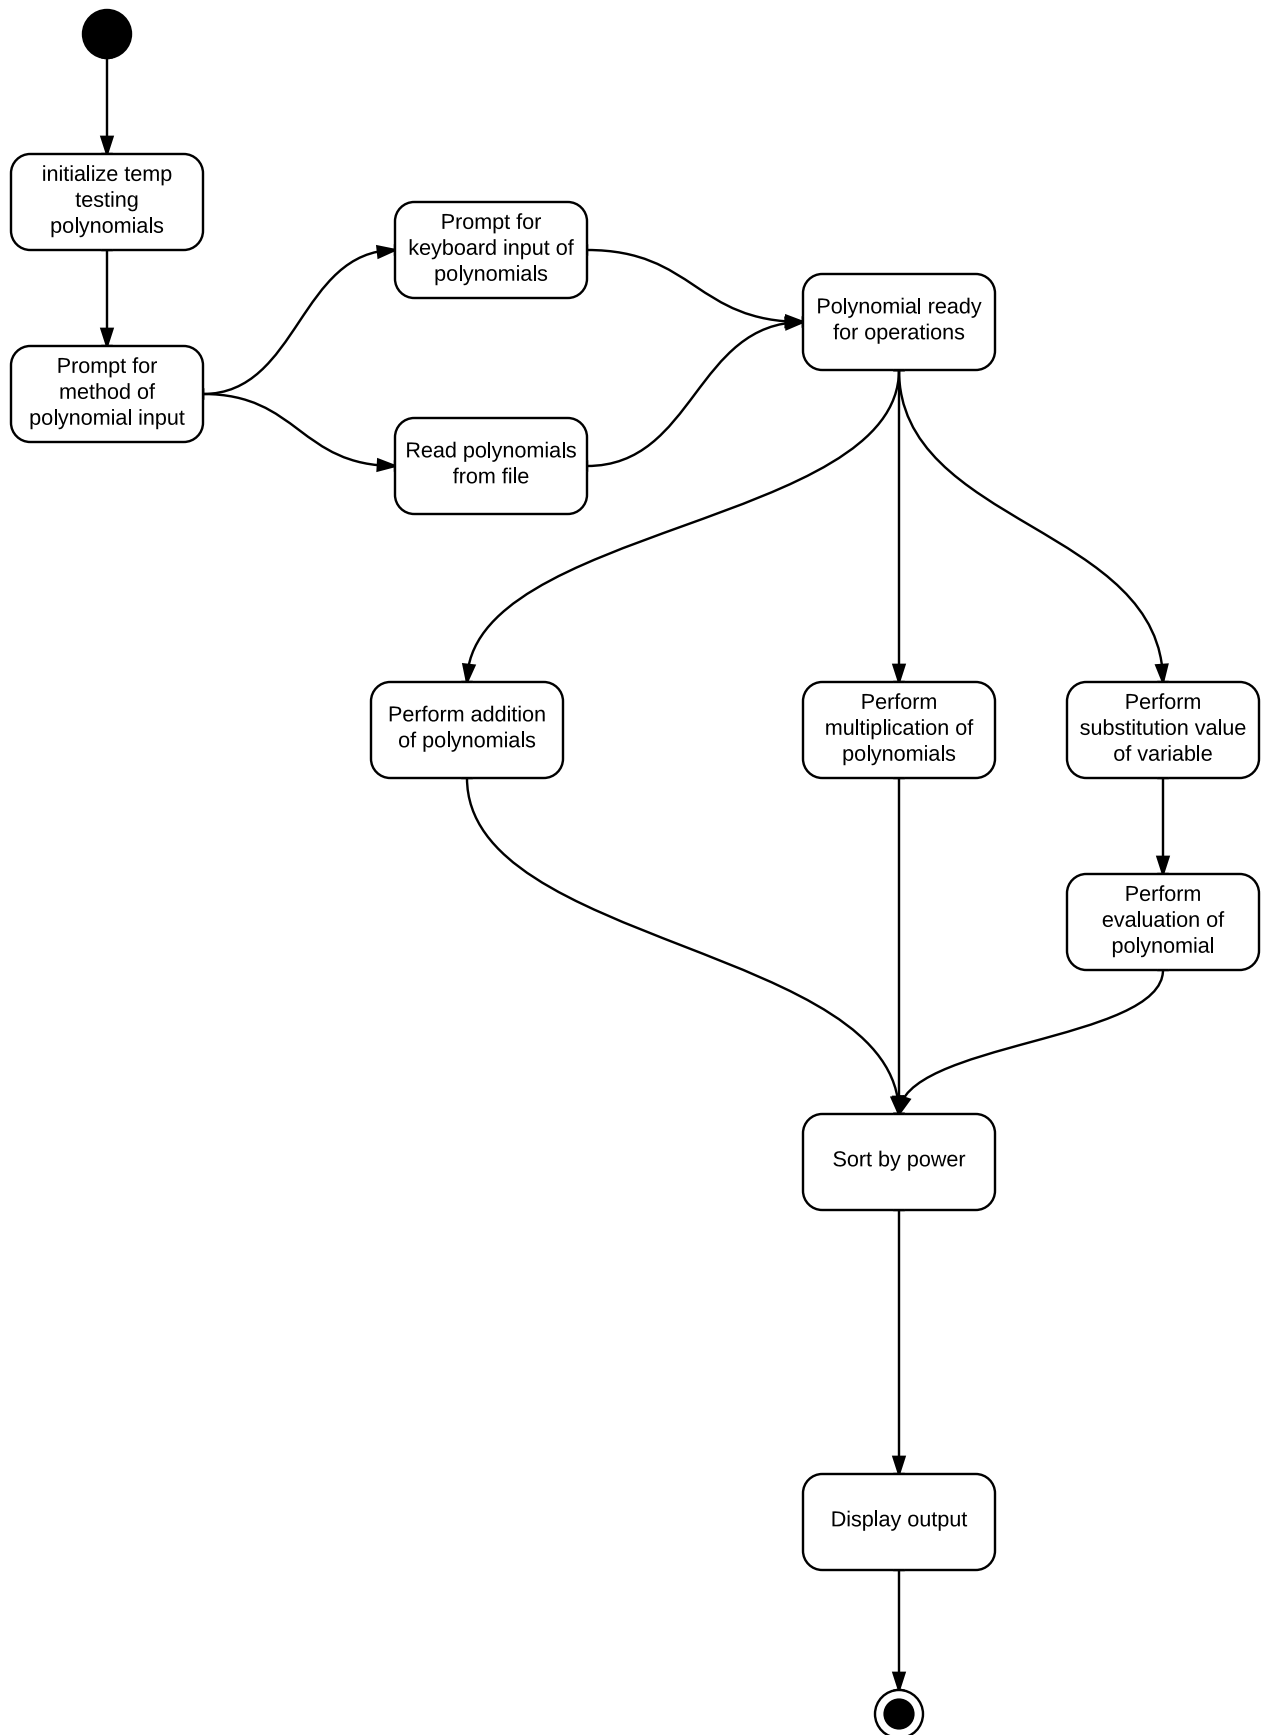 initialize temp
testing
polynomials
Prompt for
method of
polynomial input
Prompt for
keyboard input of
polynomials
Read polynomials
from file
Polynomial ready
for operations
Perform addition
of polynomials
Perform
multiplication of
polynomials
Perform
substitution value
of variable
Perform
evaluation of
polynomial
Sort by power
Display output